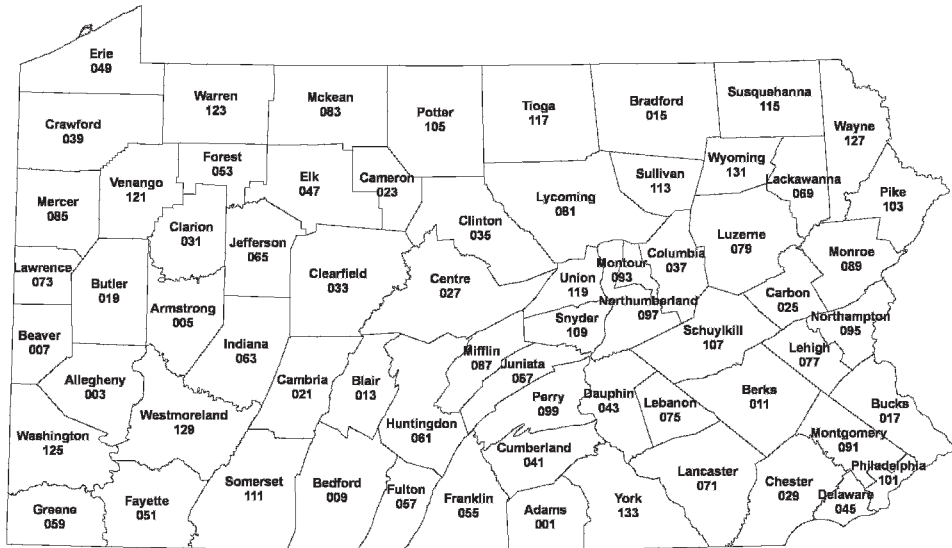 Erie
049
Warren
123
Mckean
083
Potter
105
Tioga
117
Bradford
015
Susquehanna
115
Wayne
127
Crawford
039
Forest
053
Elk
047
Cameron
023
Sullivan
113
Wyoming
131
Lackawanna
069
Pike
103
Mercer
085
Venango
121
Clarion
031
Jefferson
065
Clinton
035
Lycoming
081
Columbia
037
Luzerne
079
Monroe
089
Lawrence
073
Butler
019
Armstrong
005
Clearfield
033
Centre
027
Union
119
Montour
093
Northumberland
097
Carbon
025
Northampton
095
Beaver
007
Indiana
063
Snyder
109
Schuylkill
107
Lehigh
077
Allegheny
003
Cambria
021
Blair
013
Mifflin
087
Juniata
067
Perry
099
Dauphin
043
Lebanon
075
Berks
011
Bucks
017
Washington
125
Westmoreland
129
Huntingdon
061
Cumberland
041
Montgomery
091
Philadelphia
101
Greene
059
Fayette
051
Somerset
111
Bedford
009
Fulton
057
Franklin
055
Adams
001
York
133
Lancaster
071
Chester
029
Delaware
045